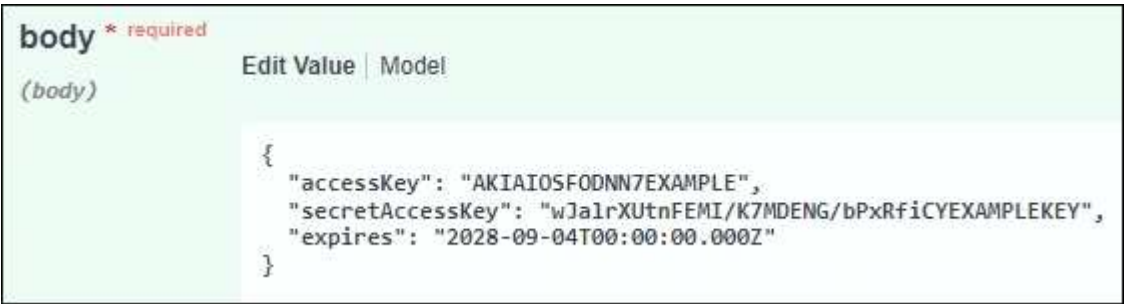 body * required
(body)
Edit Value | Model
{
"accessKey": "AKIAIOSFODNN7EXAMPLE",
"secretAccessKey": "wJalrXUtnFEMI/K7MDENG/bPxRfiCYEXAMPLEKEY",
"expires": "2028-09-04T00:00:00.000Z"
}